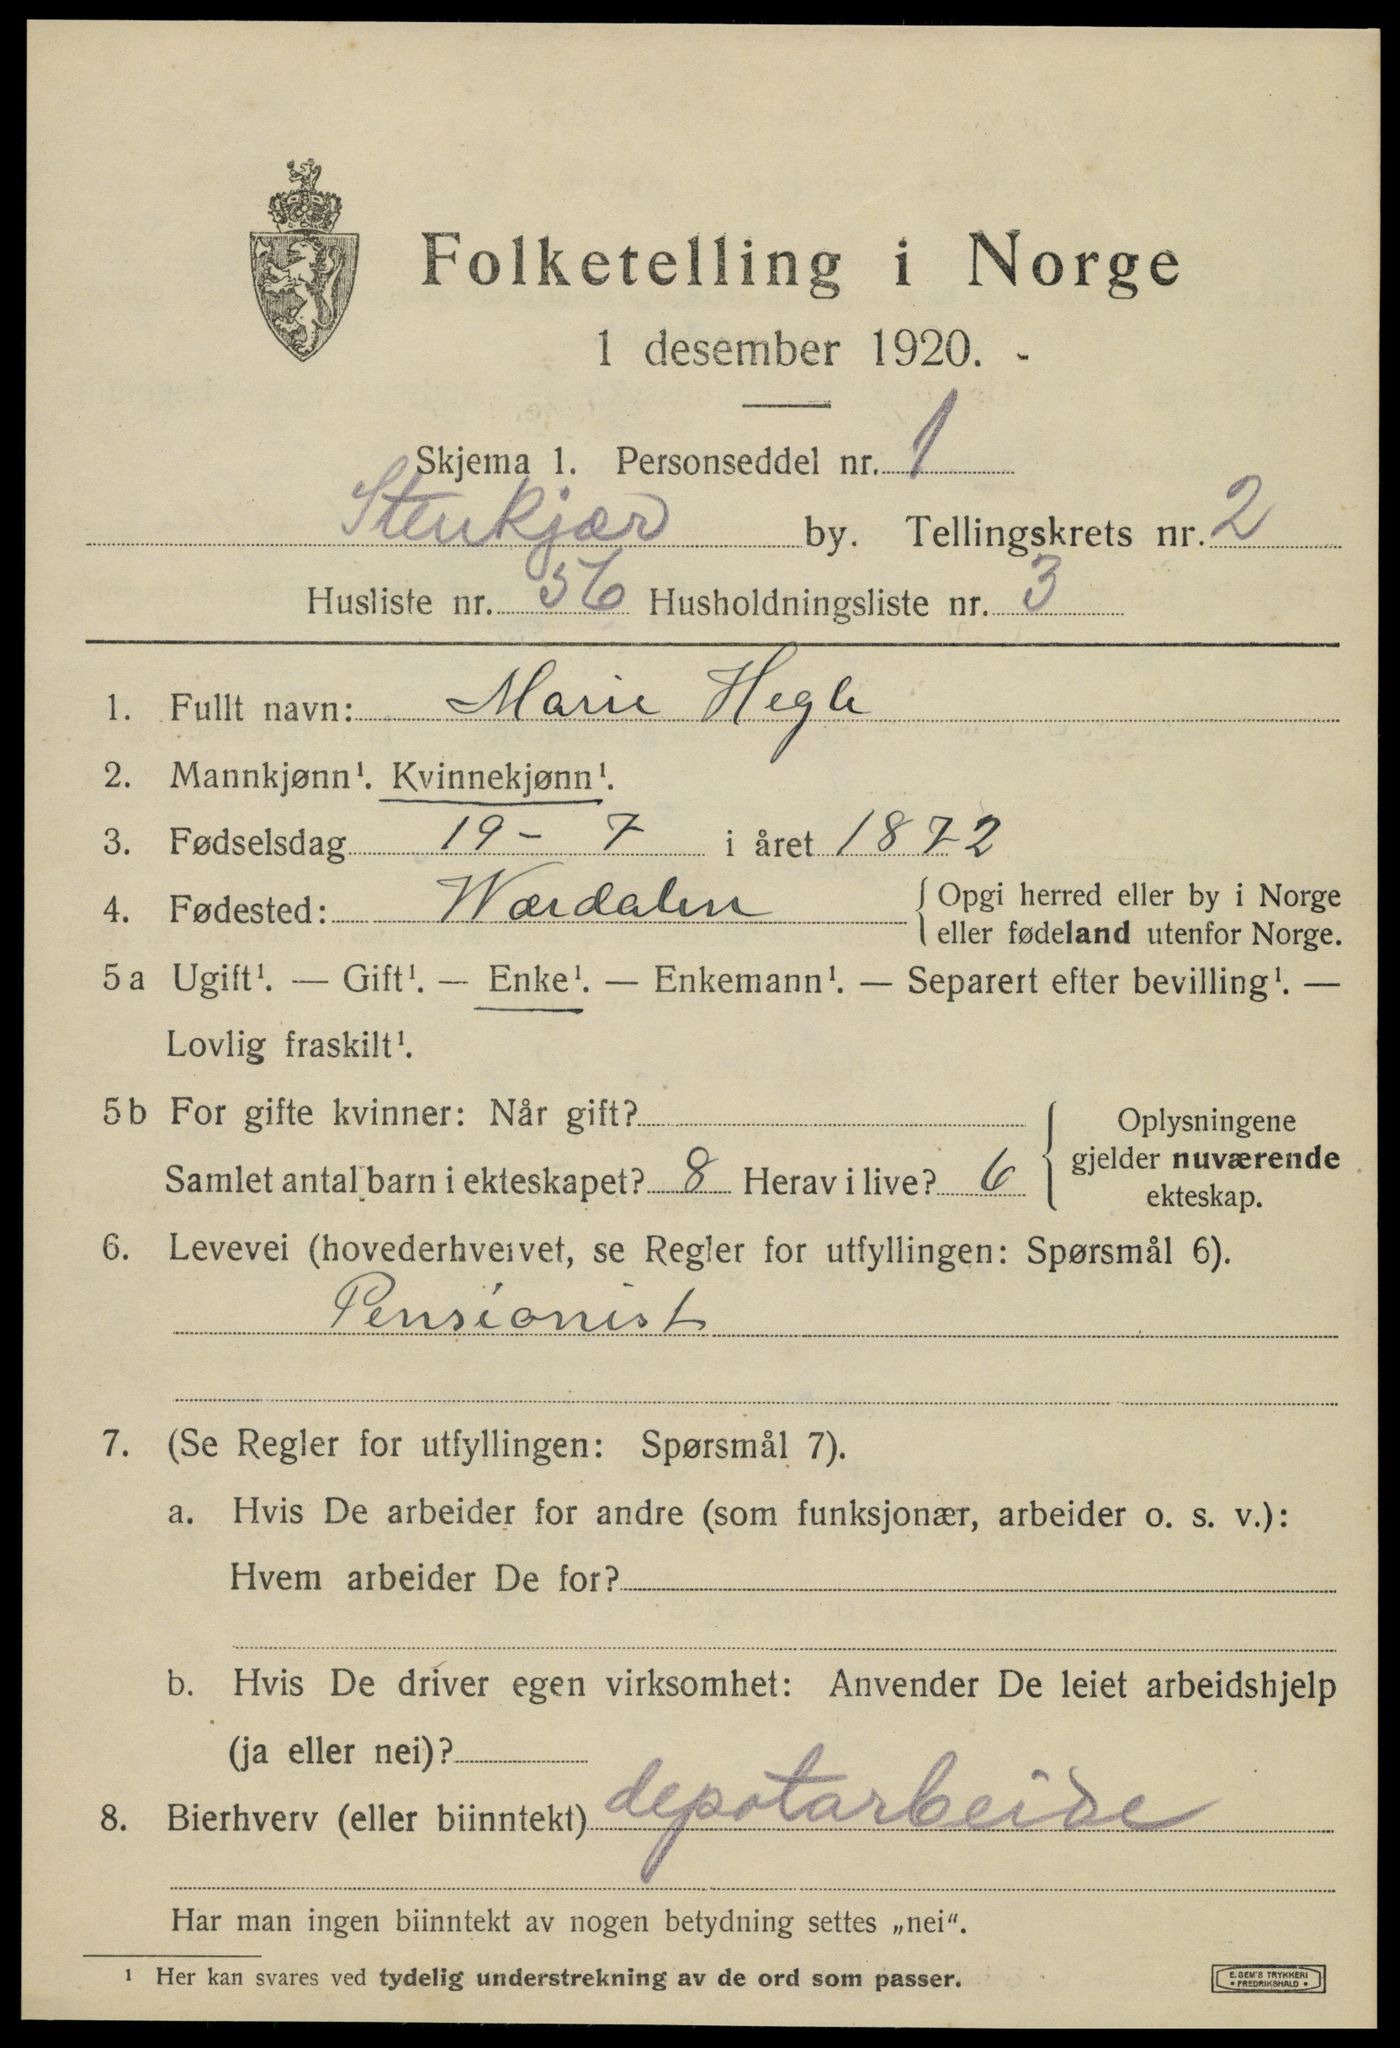 Folketelling i Norge
1 desember 1920.
Skjema 1. Personseddel nr. 1
Stenkjær by. Tellingskrets nr. 2
Husliste nr. 56 Husholdningsliste nr. 3
1. Fullt navn: Marie Hegle
2. Mannkjønn¹. Kvinnekjønn¹.
3. Fødselsdag 19 - 7 i året 1872
4. Fødested: Værdalen { Opgi herred eller by i Norge
eller fødeland utenfor Norge.
5 a Ugift¹. — Gift¹. — Enke¹. — Enkemann¹. — Separert efter bevilling¹. —
Lovlig fraskilt¹.
5 b For gifte kvinner: Når gift?
Samlet antal barn i ekteskapet? 8 Herav i live? 6
{ Oplysningene
gjelder nuværende
ekteskap.
6. Levevei (hovederhvervet, se Regler for utfyllingen: Spørsmål 6).
Pensionist
7. (Se Regler for utfyllingen: Spørsmål 7).
a. Hvis De arbeider for andre (som funksjonær, arbeider o. s. v.):
Hvem arbeider De for?
b. Hvis De driver egen virksomhet: Anvender De leiet arbeidshjelp
(ja eller nei)?
8. Bierhverv (eller biinntekt) depotarbeide
Har man ingen biinntekt av nogen betydning settes „nei“.
¹ Her kan svares ved tydelig understrekning av de ord som passer.
E. SEM'S TRYKKERI
• FREDRIKSHALD •